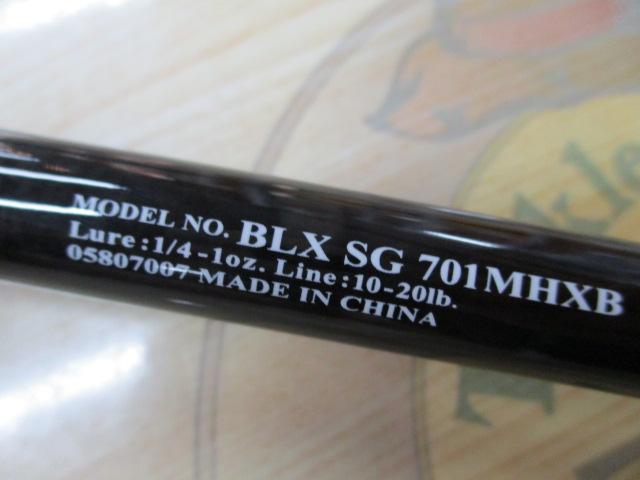 MODEL NO. BLX SG 701MHXB
Lure:1/4-1oz. Line:10-20lb.
05807007 MADE IN CHINA